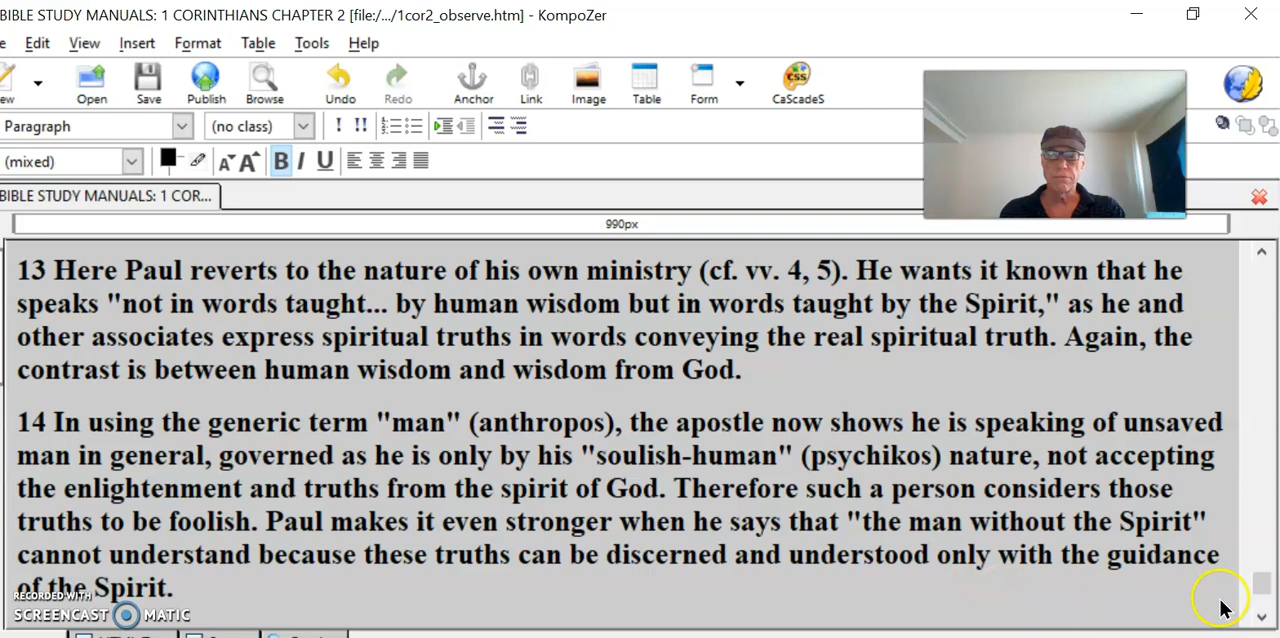 BIBLE STUDY MANUALS: 1 CORINTHIANS CHAPTER 2 [file:/.../1cor2_observe.htm] - KompoZer
Edit View Insert Format Table Tools Help
Open Save Publish Browse Undo Redo Anchor Link Image Table Form CaScadeS
Paragraph (no class) ! !!
(mixed) A A B I U
BIBLE STUDY MANUALS: 1 COR...
990px
13 Here Paul reverts to the nature of his own ministry (cf. vv. 4, 5). He wants it known that he
speaks "not in words taught... by human wisdom but in words taught by the Spirit," as he and
other associates express spiritual truths in words conveying the real spiritual truth. Again, the
contrast is between human wisdom and wisdom from God.
14 In using the generic term "man" (anthropos), the apostle now shows he is speaking of unsaved
man in general, governed as he is only by his "soulish-human" (psychikos) nature, not accepting
the enlightenment and truths from the spirit of God. Therefore such a person considers those
truths to be foolish. Paul makes it even stronger when he says that "the man without the Spirit"
cannot understand because these truths can be discerned and understood only with the guidance
of the Spirit.
RECORDED WITH
SCREENCAST MATIC